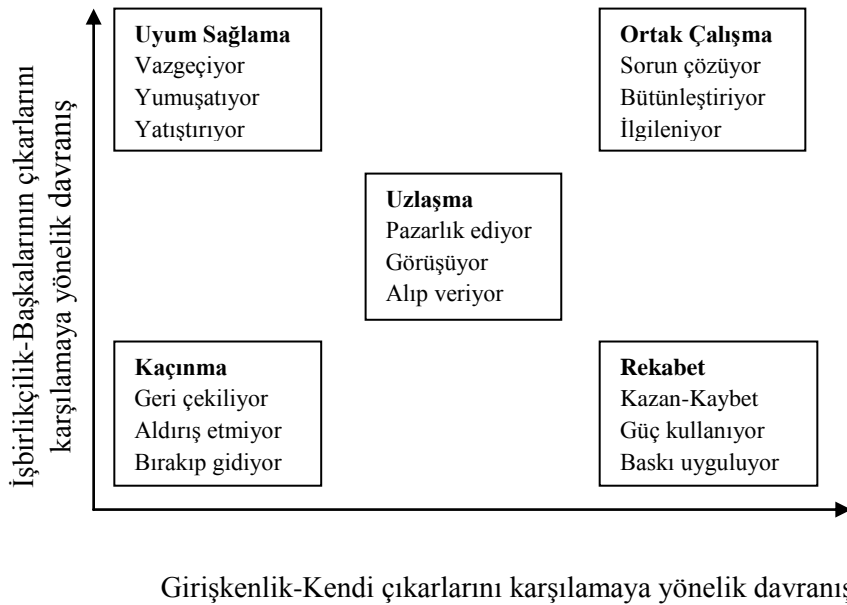 İşbirlikçilik-Başkalarının çıkarlarını
karşılamaya yönelik davranış
Uyum Sağlama
Vazgeçiyor
Yumuşatıyor
Yatıştırıyor
Ortak Çalışma
Sorun çözüyor
Bütünleştiriyor
İlgileniyor
Uzlaşma
Pazarlık ediyor
Görüşüyor
Alıp veriyor
Kaçınma
Geri çekiliyor
Aldırış etmiyor
Bırakıp gidiyor
Rekabet
Kazan-Kaybet
Güç kullanıyor
Baskı uyguluyor
Girişkenlik-Kendi çıkarlarını karşılamaya yönelik davranış